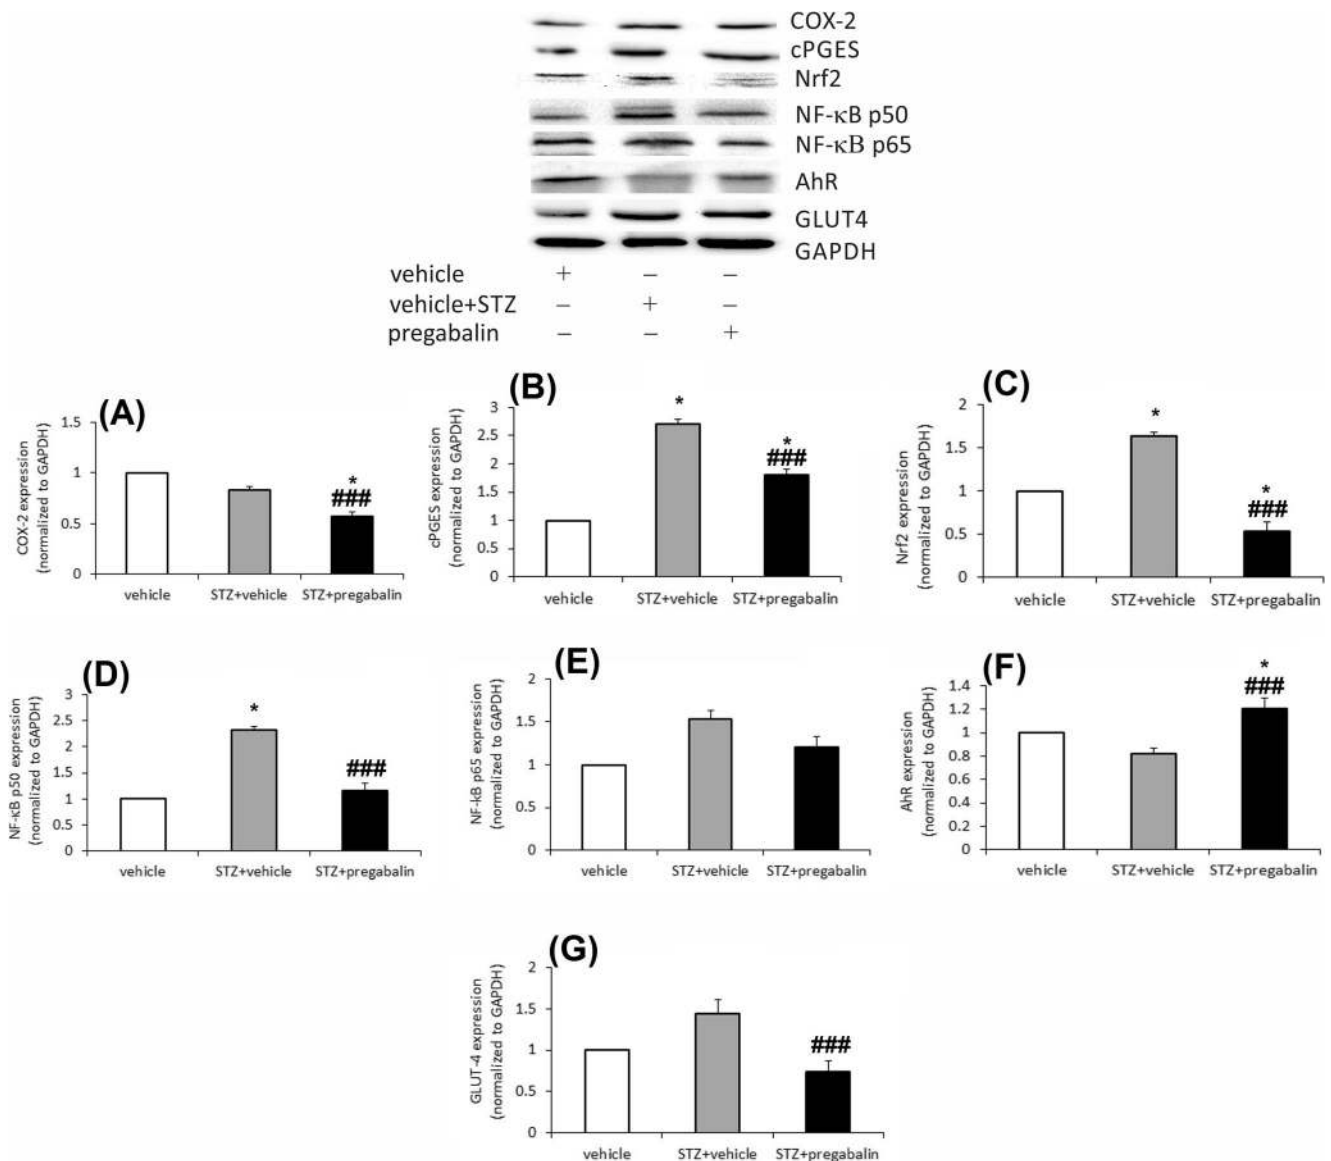 COX-2
cPGES
Nrf2
NF-κB p50
NF-κB p65
AhR
GLUT4
GAPDH
vehicle + – –
vehicle+STZ – + –
pregabalin – – +
(A)
COX-2 expression
(normalized to GAPDH)
1.5
1
0.5
0
*
###
vehicle STZ+vehicle STZ+pregabalin
(B)
cPGES expression
(normalized to GAPDH)
3
2.5
2
1.5
1
0.5
0
*
*
###
vehicle STZ+vehicle STZ+pregabalin
(C)
Nrf2 expression
(normalized to GAPDH)
2
1.5
1
0.5
0
*
*
###
vehicle STZ+vehicle STZ+pregabalin
(D)
NF-κB p50 expression
(normalized to GAPDH)
3
2.5
2
1.5
1
0.5
0
*
###
vehicle STZ+vehicle STZ+pregabalin
(E)
NF-kB p65 expression
(normalized to GAPDH)
2
1.5
1
0.5
0
vehicle STZ+vehicle STZ+pregabalin
(F)
AhR expression
(normalized to GAPDH)
1.4
1.2
1
0.8
0.6
0.4
0.2
0
*
###
vehicle STZ+vehicle STZ+pregabalin
(G)
GLUT-4 expression
(normalized to GAPDH)
2
1.5
1
0.5
0
###
vehicle STZ+vehicle STZ+pregabalin